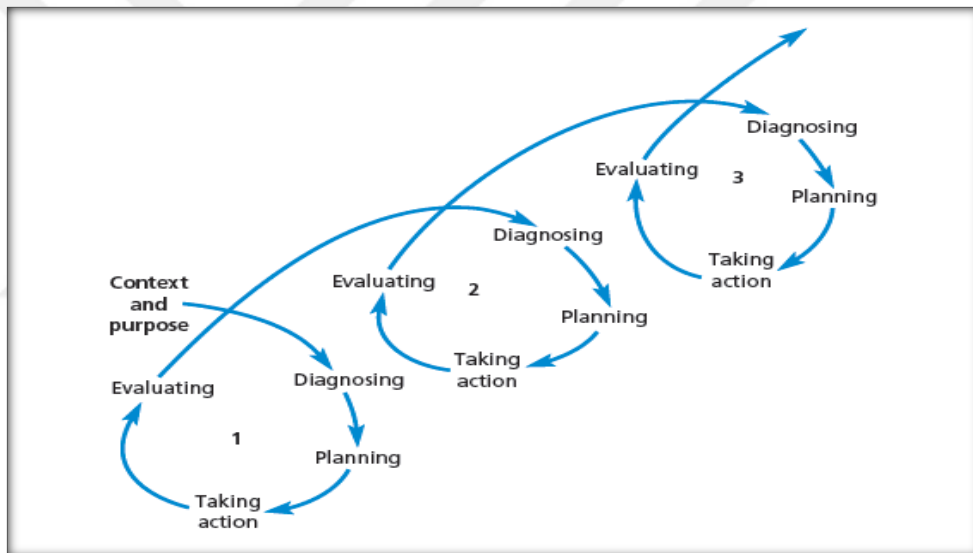 Context
and
purpose
Diagnosing
Planning
Taking
action
Evaluating
1
Diagnosing
Planning
Taking
action
Evaluating
2
Diagnosing
Planning
Taking
action
Evaluating
3